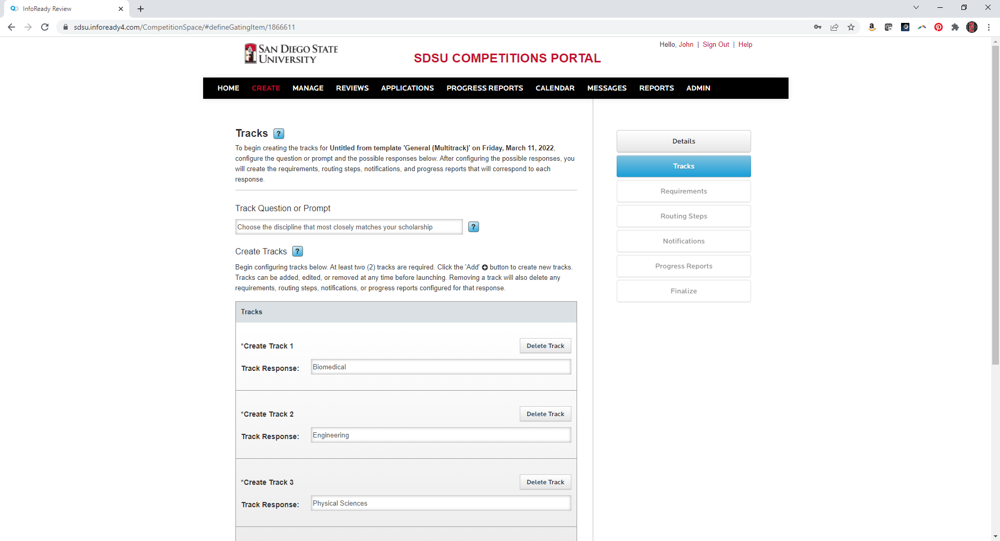 InfoReady Review
sdsu.infoready4.com/CompetitionSpace/#defineGatingItem/1866611
SAN DIEGO STATE
UNIVERSITY
SDSU COMPETITIONS PORTAL
Hello, John | Sign Out | Help
HOME CREATE MANAGE REVIEWS APPLICATIONS PROGRESS REPORTS CALENDAR MESSAGES REPORTS ADMIN
Tracks ?
To begin creating the tracks for Untitled from template 'General (Multitrack)' on Friday, March 11, 2022,
configure the question or prompt and the possible responses below. After configuring the possible responses, you
will create the requirements, routing steps, notifications, and progress reports that will correspond to each
response.
Track Question or Prompt
Choose the discipline that most closely matches your scholarship ?
Create Tracks ?
Begin configuring tracks below. At least two (2) tracks are required. Click the 'Add' button to create new tracks.
Tracks can be added, edited, or removed at any time before launching. Removing a track will also delete any
requirements, routing steps, notifications, or progress reports configured for that response.
Tracks
*Create Track 1 Delete Track
Track Response: Biomedical
*Create Track 2 Delete Track
Track Response: Engineering
*Create Track 3 Delete Track
Track Response: Physical Sciences
Details
Tracks
Requirements
Routing Steps
Notifications
Progress Reports
Finalize